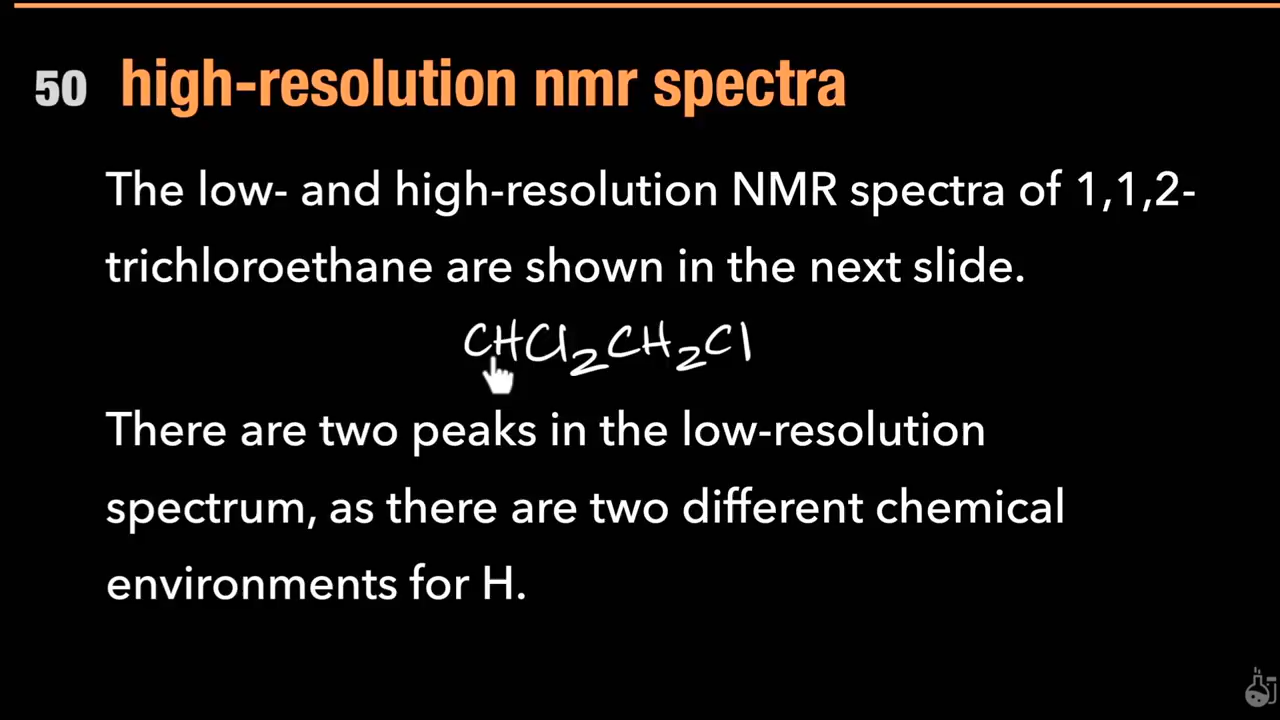 50 high-resolution nmr spectra
The low- and high-resolution NMR spectra of 1,1,2-
trichloroethane are shown in the next slide.
CHCl2CH2Cl
There are two peaks in the low-resolution
spectrum, as there are two different chemical
environments for H.